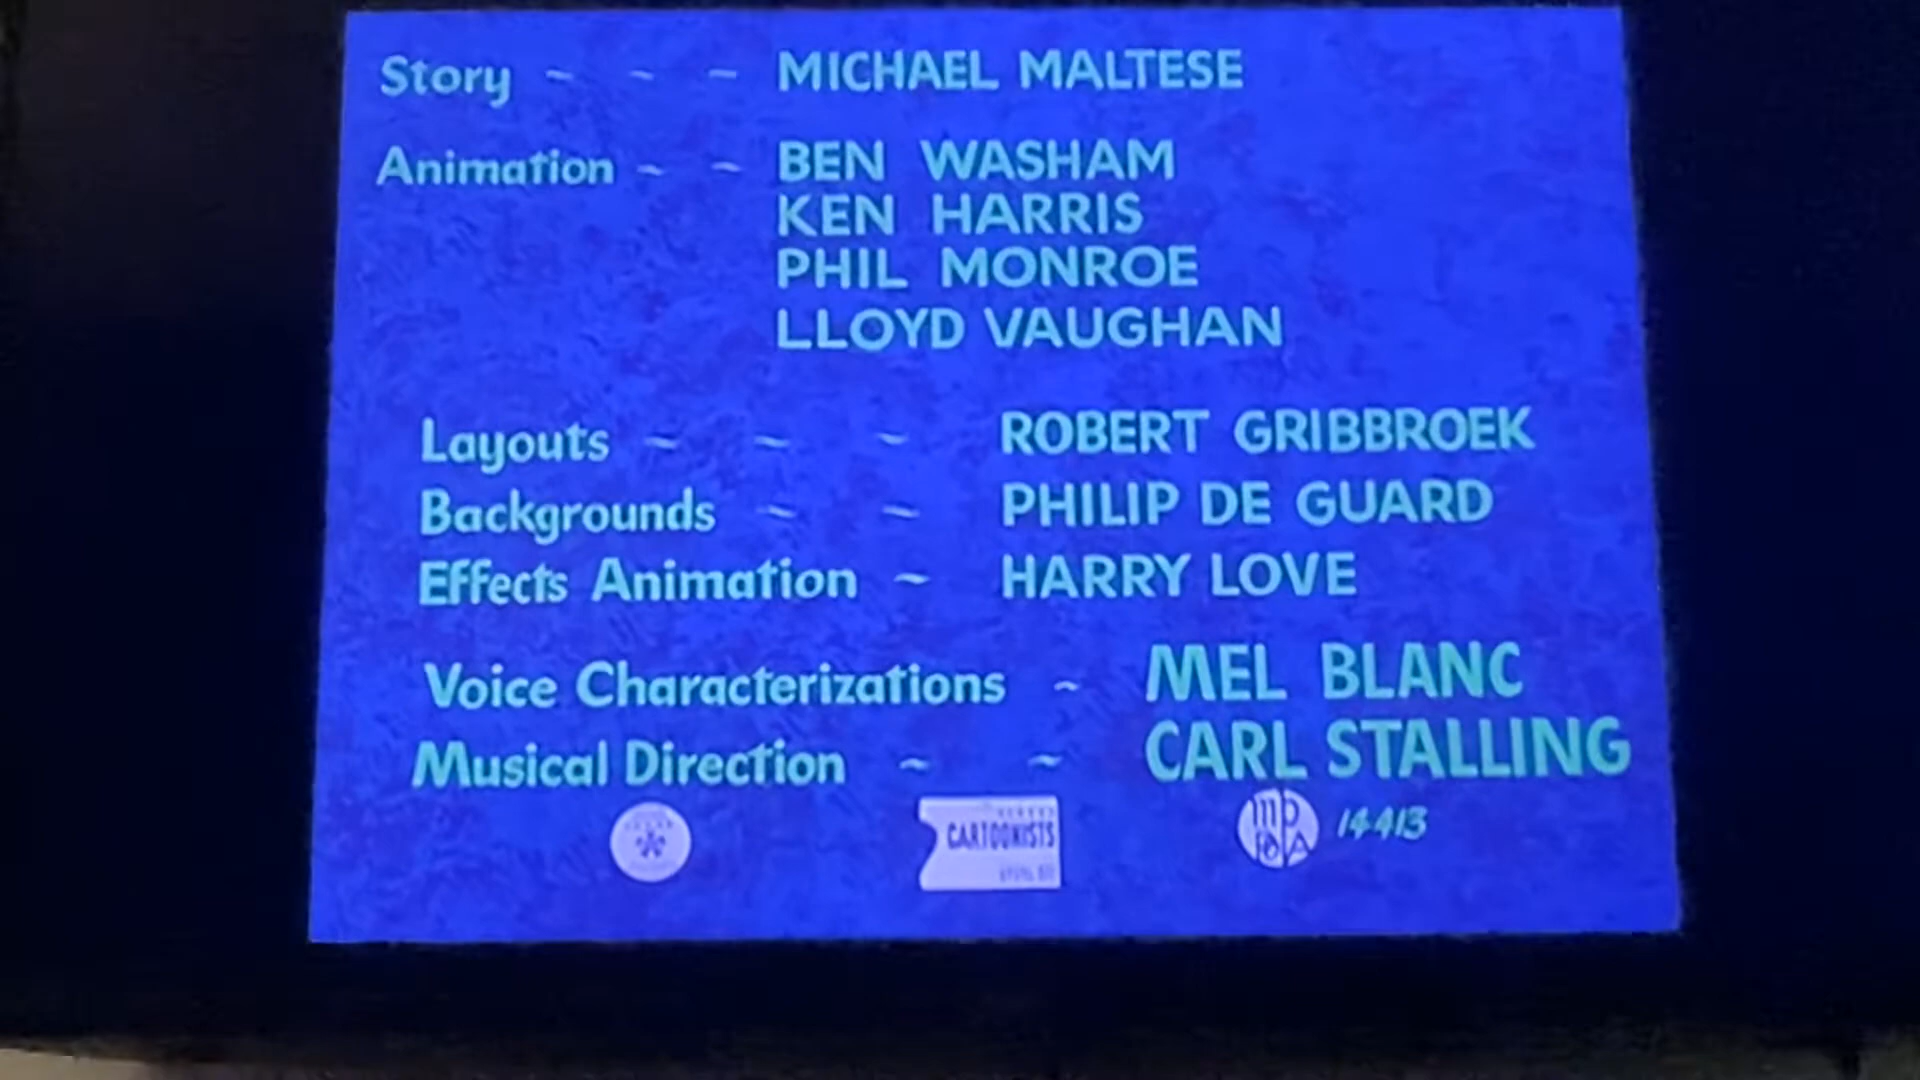 Story ~ ~ ~ MICHAEL MALTESE
Animation ~ ~ BEN WASHAM
KEN HARRIS
PHIL MONROE
LLOYD VAUGHAN
Layouts ~ ~ ~ ROBERT GRIBBROEK
Backgrounds ~ ~ PHILIP DE GUARD
Effects Animation ~ HARRY LOVE
Voice Characterizations ~ MEL BLANC
Musical Direction ~ ~ CARL STALLING
CARTOONISTS
MPPDA 14413